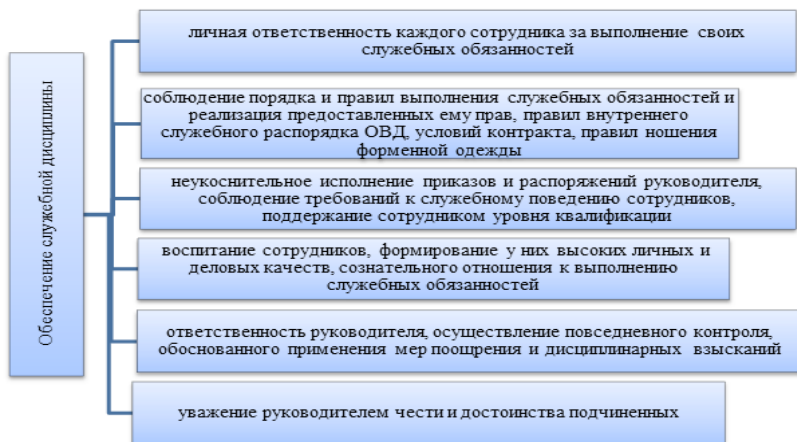 Обеспечение служебной дисциплины
личная ответственность каждого сотрудника за выполнение своих
служебных обязанностей
соблюдение порядка и правил выполнения служебных обязанностей и
реализация предоставленных ему прав, правил внутреннего
служебного распорядка ОВД, условий контракта, правил ношения
форменной одежды
неукоснительное исполнение приказов и распоряжений руководителя,
соблюдение требований к служебному поведению сотрудников,
поддержание сотрудником уровня квалификации
воспитание сотрудников, формирование у них высоких личных и
деловых качеств, сознательного отношения к выполнению
служебных обязанностей
ответственность руководителя, осуществление повседневного контроля,
обоснованного применения мер поощрения и дисциплинарных взысканий
уважение руководителем чести и достоинства подчиненных